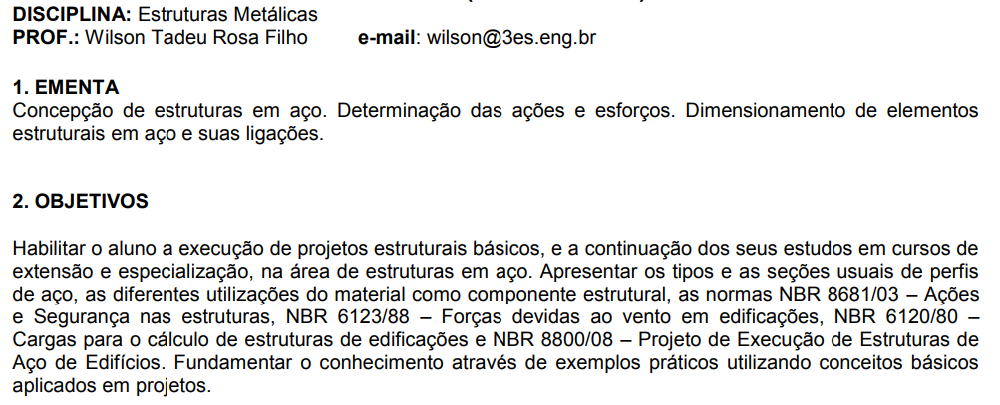 DISCIPLINA: Estruturas Metálicas
PROF.: Wilson Tadeu Rosa Filho e-mail: wilson@3es.eng.br
1. EMENTA
Concepção de estruturas em aço. Determinação das ações e esforços. Dimensionamento de elementos
estruturais em aço e suas ligações.
2. OBJETIVOS
Habilitar o aluno a execução de projetos estruturais básicos, e a continuação dos seus estudos em cursos de
extensão e especialização, na área de estruturas em aço. Apresentar os tipos e as seções usuais de perfis
de aço, as diferentes utilizações do material como componente estrutural, as normas NBR 8681/03 – Ações
e Segurança nas estruturas, NBR 6123/88 – Forças devidas ao vento em edificações, NBR 6120/80 –
Cargas para o cálculo de estruturas de edificações e NBR 8800/08 – Projeto de Execução de Estruturas de
Aço de Edifícios. Fundamentar o conhecimento através de exemplos práticos utilizando conceitos básicos
aplicados em projetos.